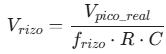 V_rizo = V_pico_real / (f_rizo · R · C)